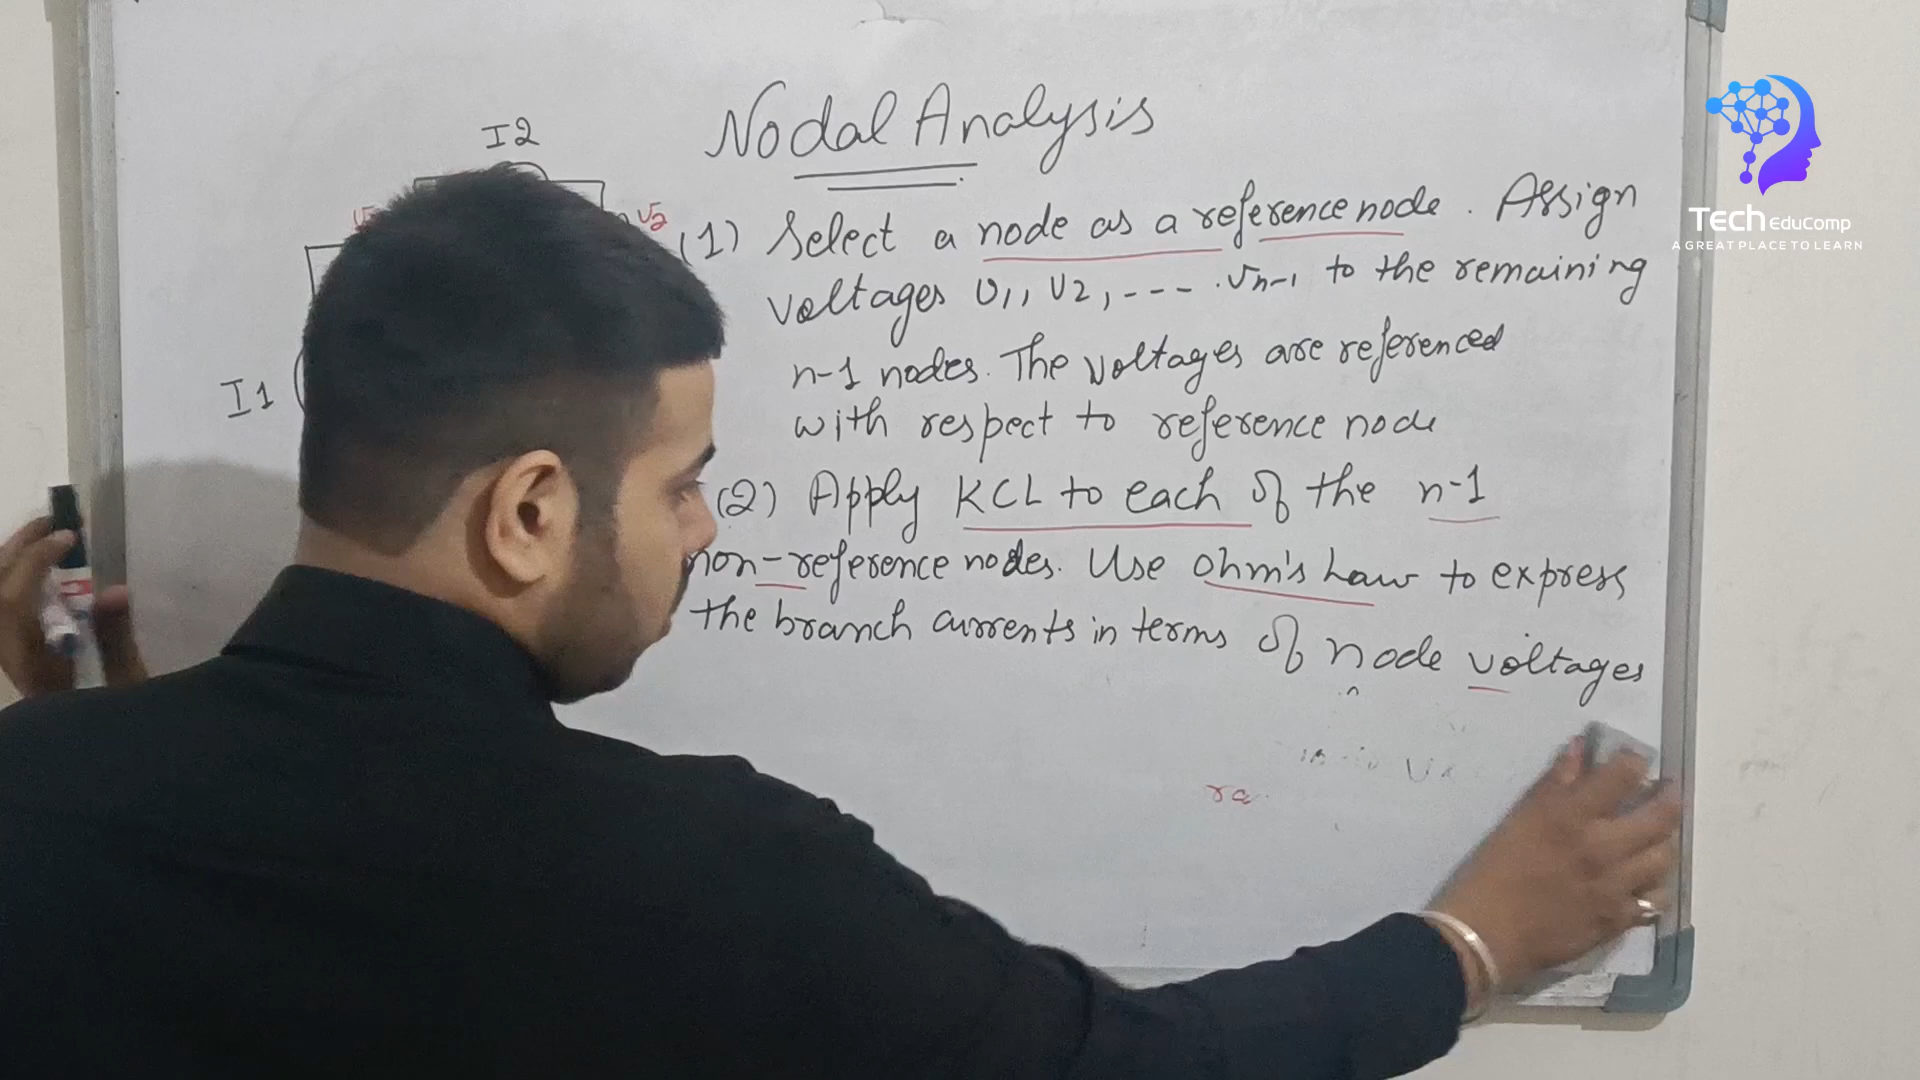 Nodal Analysis
I2
v2
I1
(1) Select a node as a reference node. Assign
voltages v1, v2, ---- . vn-1 to the remaining
n-1 nodes. The voltages are referenced
with respect to reference node
(2) Apply KCL to each of the n-1
non-reference nodes. Use ohm's Law to express
the branch currents in terms of node voltages
Tech EduComp
A GREAT PLACE TO LEARN